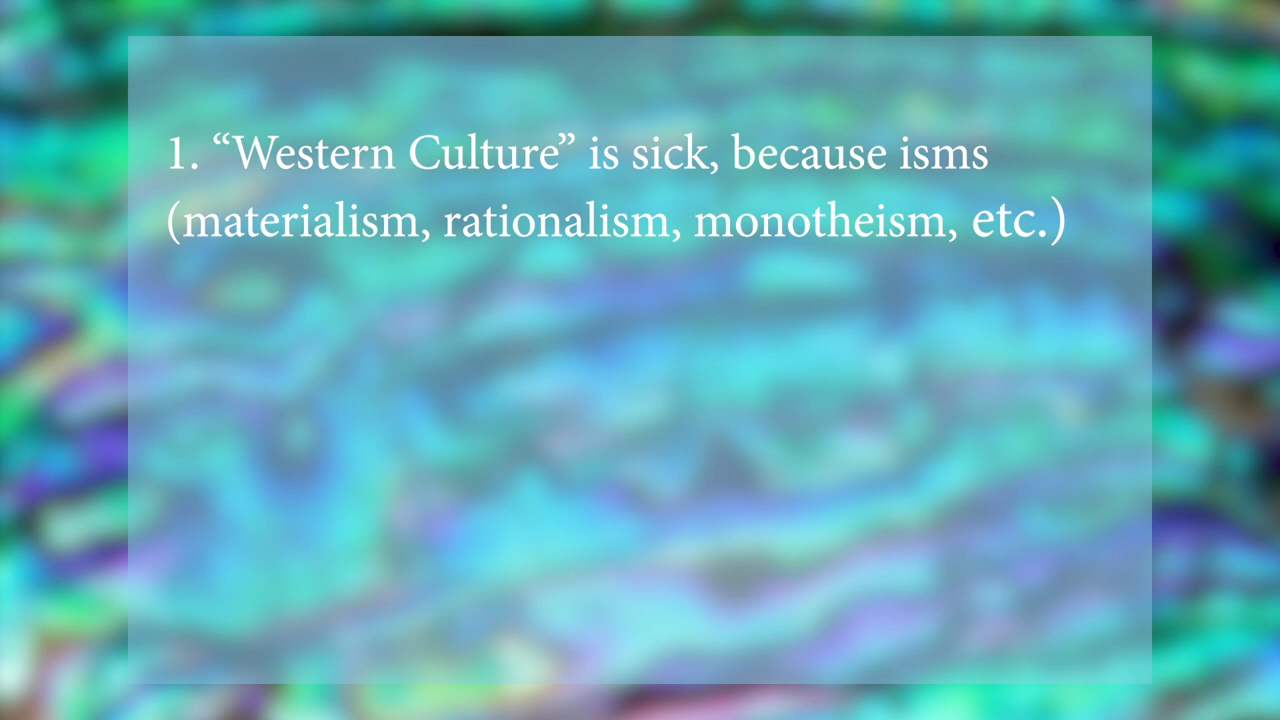 1. “Western Culture” is sick, because isms
(materialism, rationalism, monotheism, etc.)